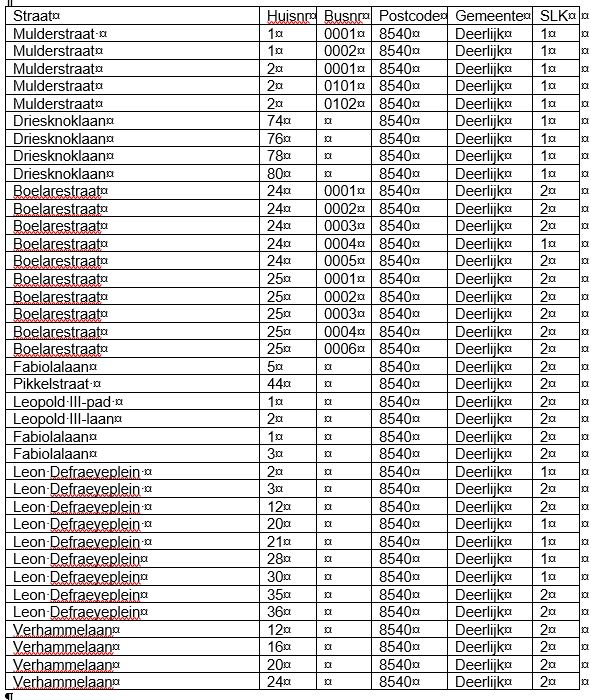 Straat Huisnr Busnr Postcode Gemeente SLK
Mulderstraat 1 0001 8540 Deerlijk 1
Mulderstraat 1 0002 8540 Deerlijk 1
Mulderstraat 2 0001 8540 Deerlijk 1
Mulderstraat 2 0101 8540 Deerlijk 1
Mulderstraat 2 0102 8540 Deerlijk 1
Driesknoklaan 74 8540 Deerlijk 1
Driesknoklaan 76 8540 Deerlijk 1
Driesknoklaan 78 8540 Deerlijk 1
Driesknoklaan 80 8540 Deerlijk 1
Boelarestraat 24 0001 8540 Deerlijk 2
Boelarestraat 24 0002 8540 Deerlijk 2
Boelarestraat 24 0003 8540 Deerlijk 2
Boelarestraat 24 0004 8540 Deerlijk 1
Boelarestraat 24 0005 8540 Deerlijk 2
Boelarestraat 25 0001 8540 Deerlijk 2
Boelarestraat 25 0002 8540 Deerlijk 2
Boelarestraat 25 0003 8540 Deerlijk 2
Boelarestraat 25 0004 8540 Deerlijk 2
Boelarestraat 25 0006 8540 Deerlijk 2
Fabiolalaan 5 8540 Deerlijk 2
Pikkelstraat 44 8540 Deerlijk 2
Leopold III-pad 1 8540 Deerlijk 2
Leopold III-laan 2 8540 Deerlijk 2
Fabiolalaan 1 8540 Deerlijk 2
Fabiolalaan 3 8540 Deerlijk 2
Leon Defraeyeplein 2 8540 Deerlijk 1
Leon Defraeyeplein 3 8540 Deerlijk 2
Leon Defraeyeplein 12 8540 Deerlijk 2
Leon Defraeyeplein 20 8540 Deerlijk 1
Leon Defraeyeplein 21 8540 Deerlijk 1
Leon Defraeyeplein 28 8540 Deerlijk 1
Leon Defraeyeplein 30 8540 Deerlijk 1
Leon Defraeyeplein 35 8540 Deerlijk 2
Leon Defraeyeplein 36 8540 Deerlijk 2
Verhammelaan 12 8540 Deerlijk 2
Verhammelaan 16 8540 Deerlijk 2
Verhammelaan 20 8540 Deerlijk 2
Verhammelaan 24 8540 Deerlijk 2